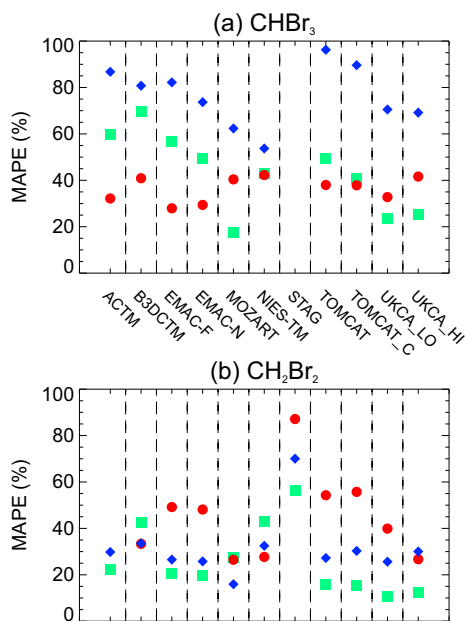 (a) CHBr₃
MAPE (%)
100
80
60
40
20
0
ACTM
B3DCTM
EMAC-F
EMAC-N
MOZART
NIES-TM
STAG
TOMCAT
TOMCAT_C
UKCA_LO
UKCA_HI
(b) CH₂Br₂
MAPE (%)
100
80
60
40
20
0